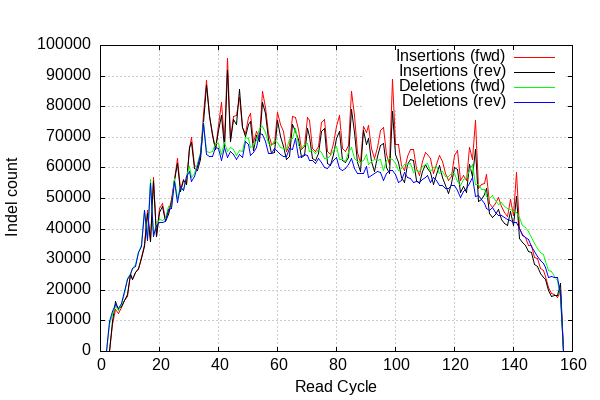 100000
90000
80000
70000
60000
50000
40000
30000
20000
10000
0
Indel count
Insertions (fwd)
Insertions (rev)
Deletions (fwd)
Deletions (rev)
0 20 40 60 80 100 120 140 160
Read Cycle